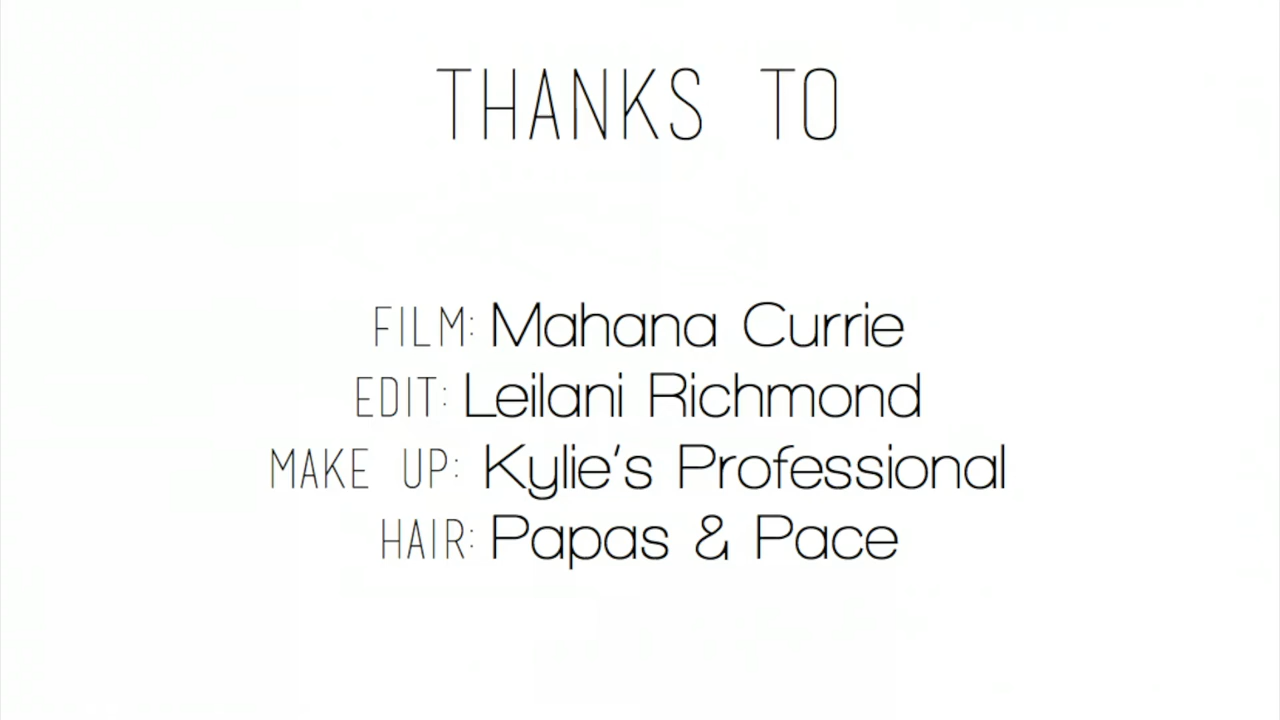 THANKS TO
FILM: Mahana Currie
EDIT: Leilani Richmond
MAKE UP: Kylie's Professional
HAIR: Papas & Pace